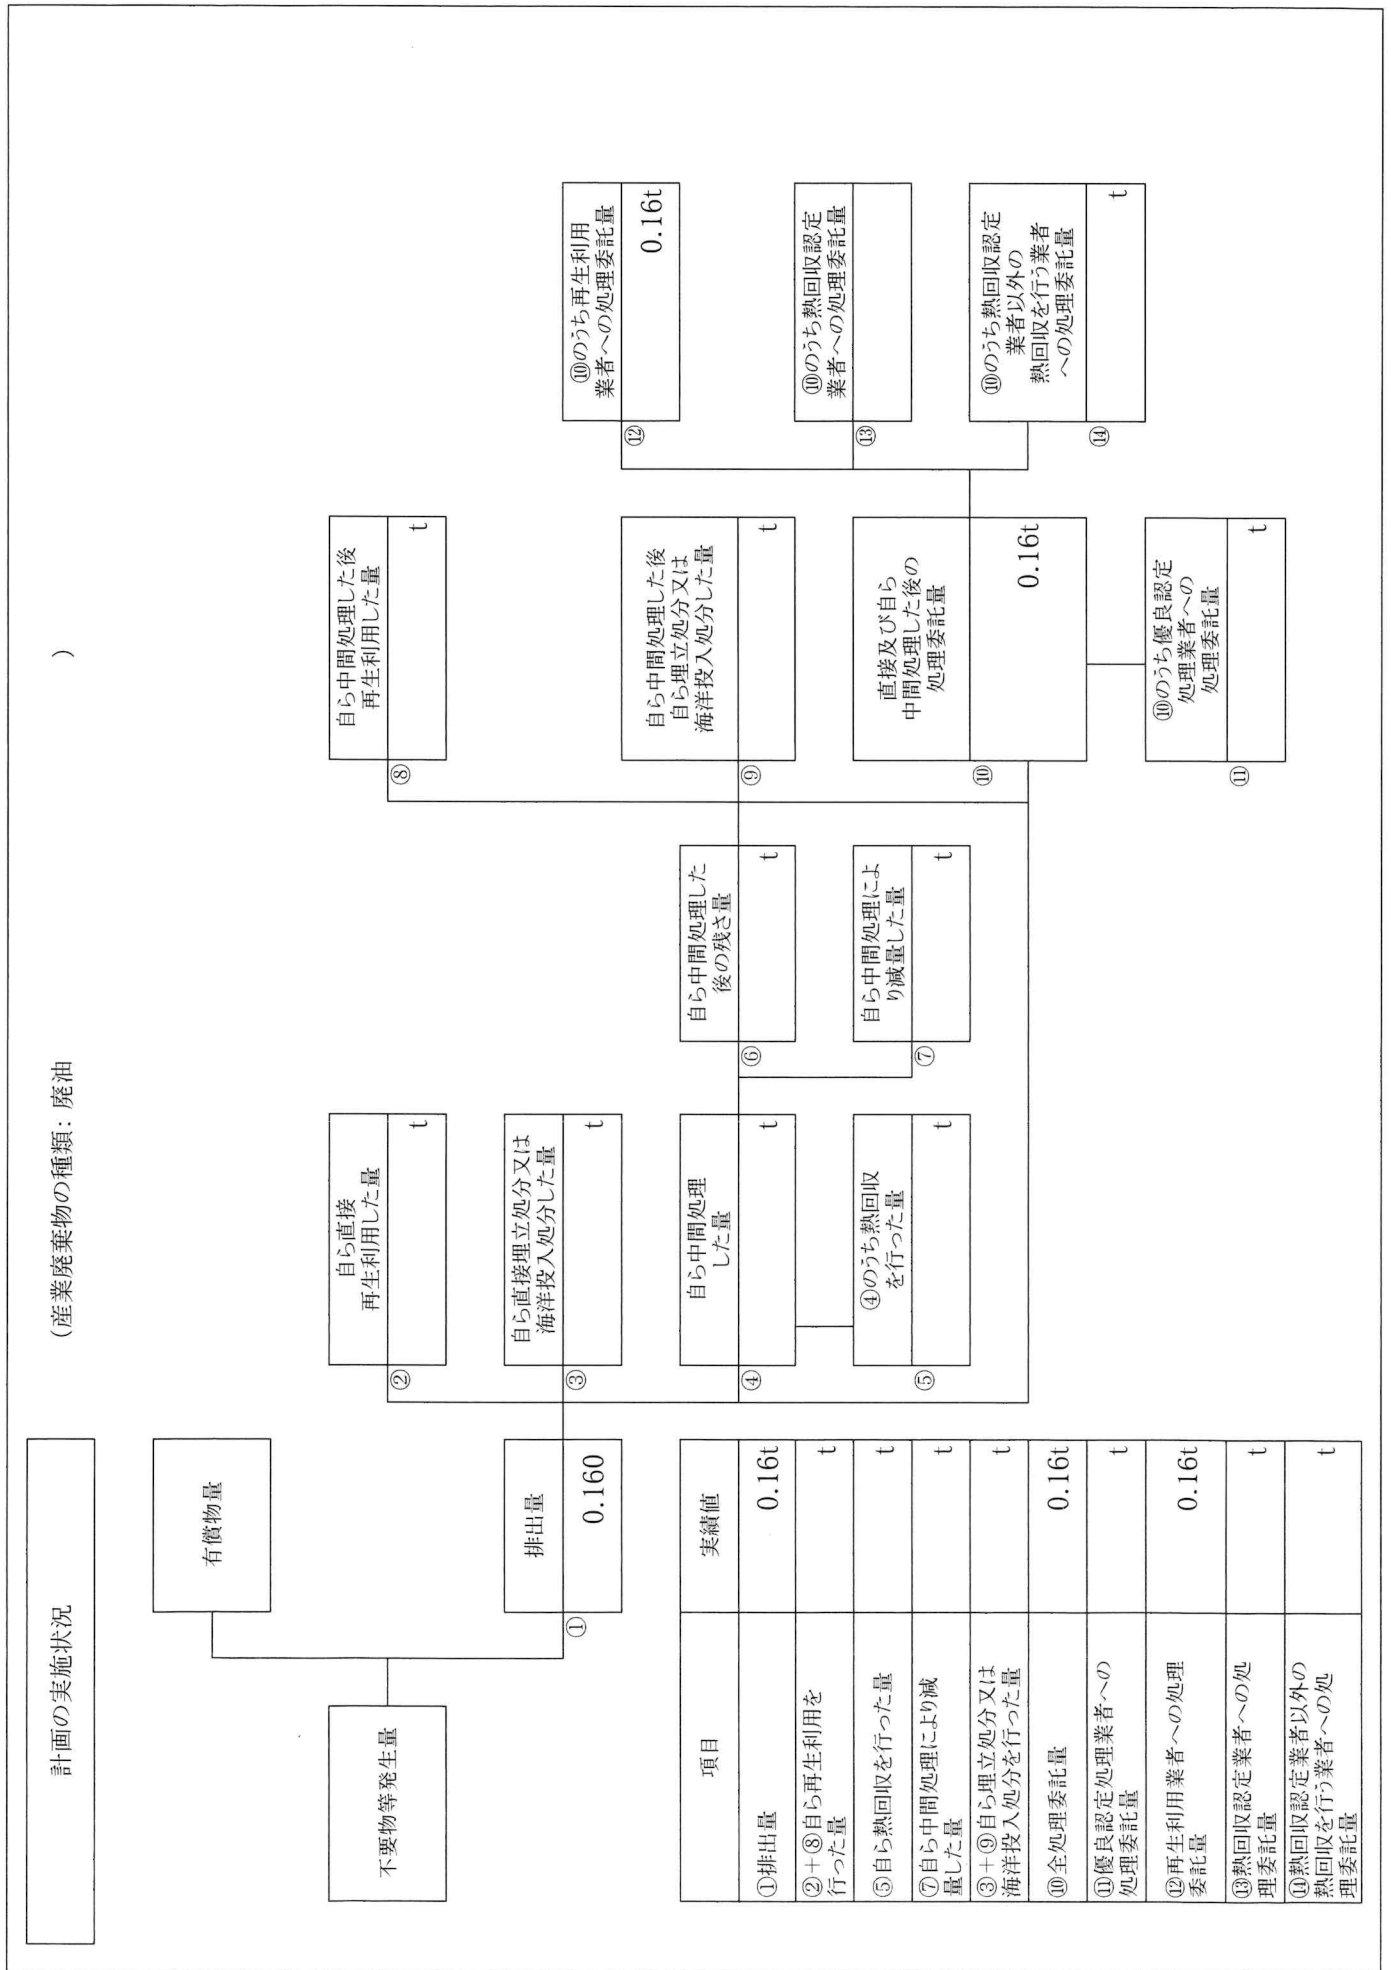 計画の実施状況
(産業廃棄物の種類：廃油
)
不要物等発生量
有償物量
①
排出量
0.160
②
自ら直接
再生利用した量
t
③
自ら直接埋立処分又は
海洋投入処分した量
t
④
自ら中間処理
した量
t
⑤
④のうち熱回収
を行った量
t
⑥
自ら中間処理した
後の残さ量
t
⑦
自ら中間処理によ
り減量した量
t
⑧
自ら中間処理した後
再生利用した量
t
⑨
自ら中間処理した後
自ら埋立処分又は
海洋投入処分した量
t
⑩
直接及び自ら
中間処理した後の
処理委託量
0.16t
⑪
⑩のうち優良認定
処理業者への
処理委託量
t
⑫
⑩のうち再生利用
業者への処理委託量
0.16t
⑬
⑩のうち熱回収認定
業者への処理委託量
⑭
⑩のうち熱回収認定
業者以外の
熱回収を行う業者
への処理委託量
t
項目 実績値
①排出量 0.16t
②＋⑧自ら再生利用を
行った量 t
⑤自ら熱回収を行った量 t
⑦自ら中間処理により減
量した量 t
③＋⑨自ら埋立処分又は
海洋投入処分を行った量 t
⑩全処理委託量 0.16t
⑪優良認定処理業者への
処理委託量 t
⑫再生利用業者への処理
委託量 0.16t
⑬熱回収認定業者への処
理委託量 t
⑭熱回収認定業者以外の
熱回収を行う業者への処
理委託量 t